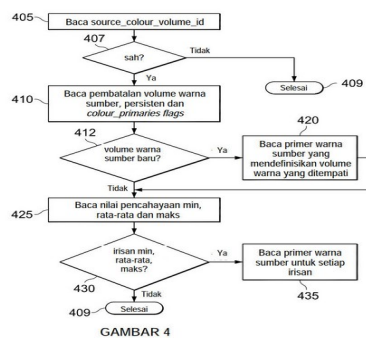 405
Baca source_colour_volume_id
407
sah?
Tidak
Ya
Selesai
409
410
Baca pembatalan volume warna
sumber, persisten dan
colour_primaries flags
412
volume warna
sumber baru?
Ya
Tidak
420
Baca primer warna
sumber yang
mendefinisikan volume
warna yang ditempati
425
Baca nilai pencahayaan min,
rata-rata dan maks
irisan min,
rata-rata,
maks?
430
Ya
Tidak
Baca primer warna
sumber untuk setiap
irisan
435
409
Selesai
GAMBAR 4